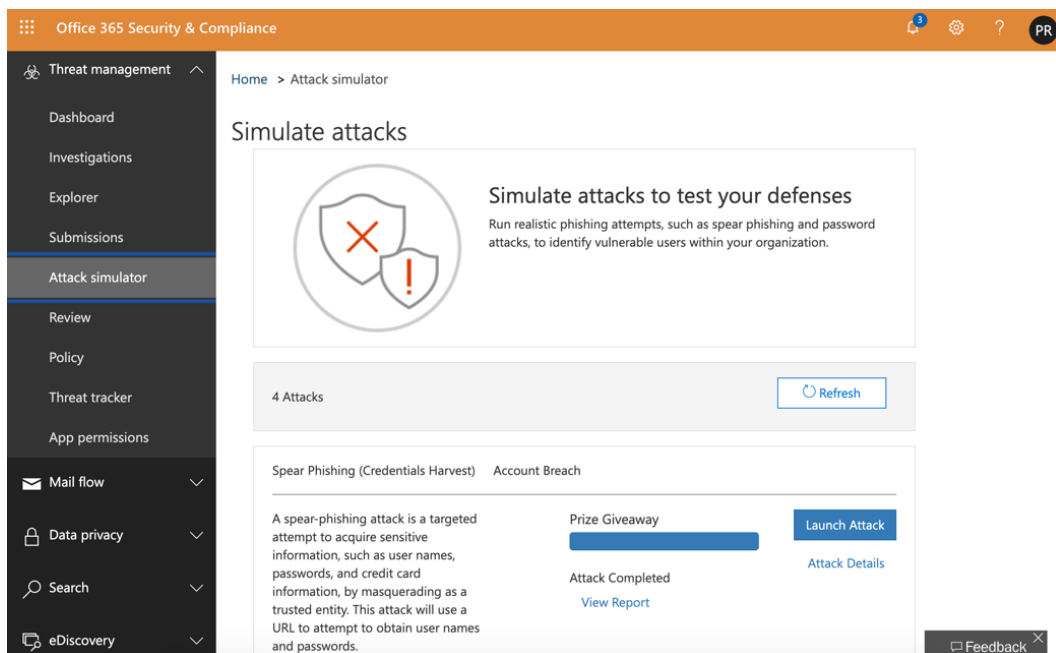 Office 365 Security & Compliance
3
?
PR
Threat management
Dashboard
Investigations
Explorer
Submissions
Attack simulator
Review
Policy
Threat tracker
App permissions
Mail flow
Data privacy
Search
eDiscovery
Home > Attack simulator
Simulate attacks
Simulate attacks to test your defenses
Run realistic phishing attempts, such as spear phishing and password
attacks, to identify vulnerable users within your organization.
4 Attacks
Refresh
Spear Phishing (Credentials Harvest) Account Breach
A spear-phishing attack is a targeted
attempt to acquire sensitive
information, such as user names,
passwords, and credit card
information, by masquerading as a
trusted entity. This attack will use a
URL to attempt to obtain user names
and passwords.
Prize Giveaway
Attack Completed
View Report
Launch Attack
Attack Details
Feedback